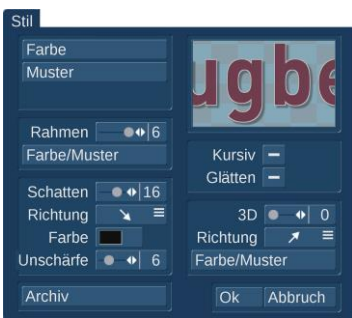 Stil
Farbe
Muster
Rahmen 6
Farbe/Muster
Schatten 16
Richtung
Farbe
Unschärfe 6
Archiv
ugbe
Kursiv
Glätten
3D 0
Richtung
Farbe/Muster
Ok Abbruch